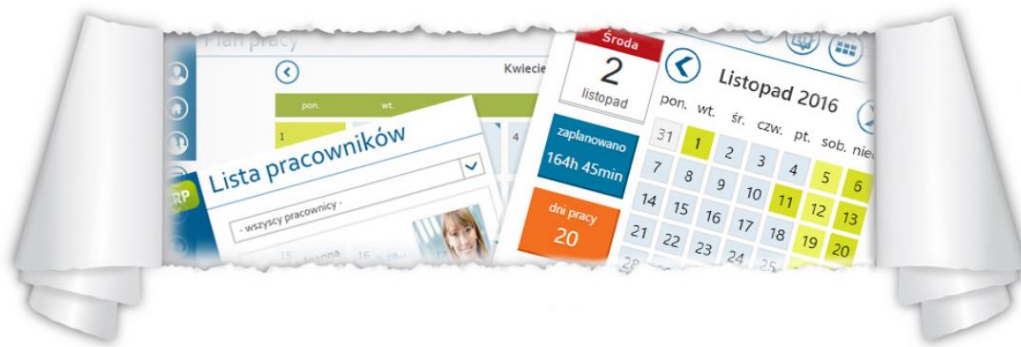 Plan pracy
Kwiecie
pon. wt.
1
4
Lista pracowników
- wszyscy pracownicy -
RP
15 Joanna 16
Środa
2
listopad
zaplanowano
164h 45min
dni pracy
20
Listopad 2016
pon. wt. śr. czw. pt. sob. nie
31 1 2 3 4 5 6
7 8 9 10 11 12 13
14 15 16 17 18 19 20
21 22 23 24 25
28